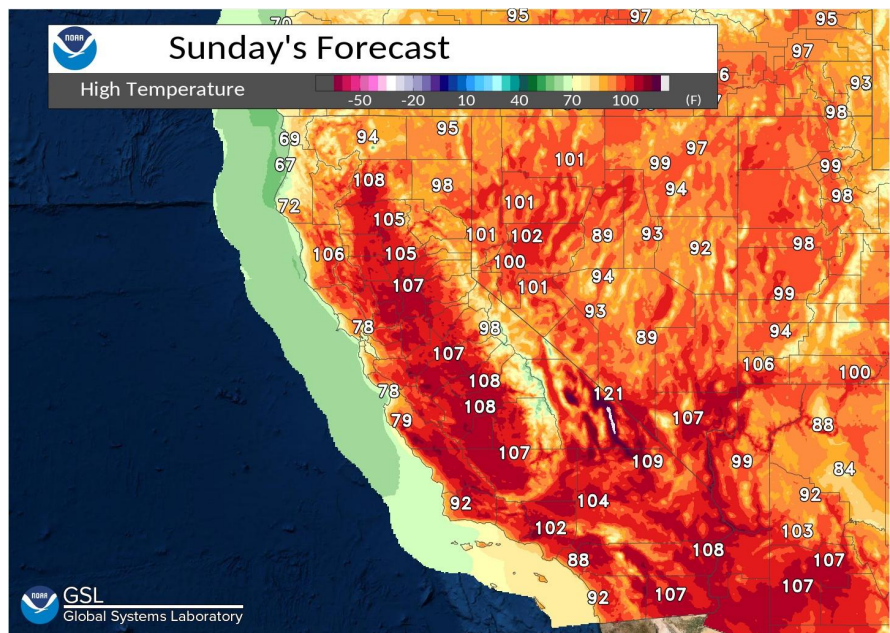 70 95 97 95
NOAA
Sunday's Forecast
97
High Temperature
-50 -20 10 40 70 100 (F)
6
93
7
98
69 94 95
101 97
67 99 99
108 98 94 98
72 101
105
101 102 89 93 98
106 105 92
100
107 101 94 99
93
78 98 89 94
107 106 100
108
78 121
108 107 88
79
107 109 99 84
92
92 104
102 103
88 108 107
107 107
92
NOAA
GSL
Global Systems Laboratory